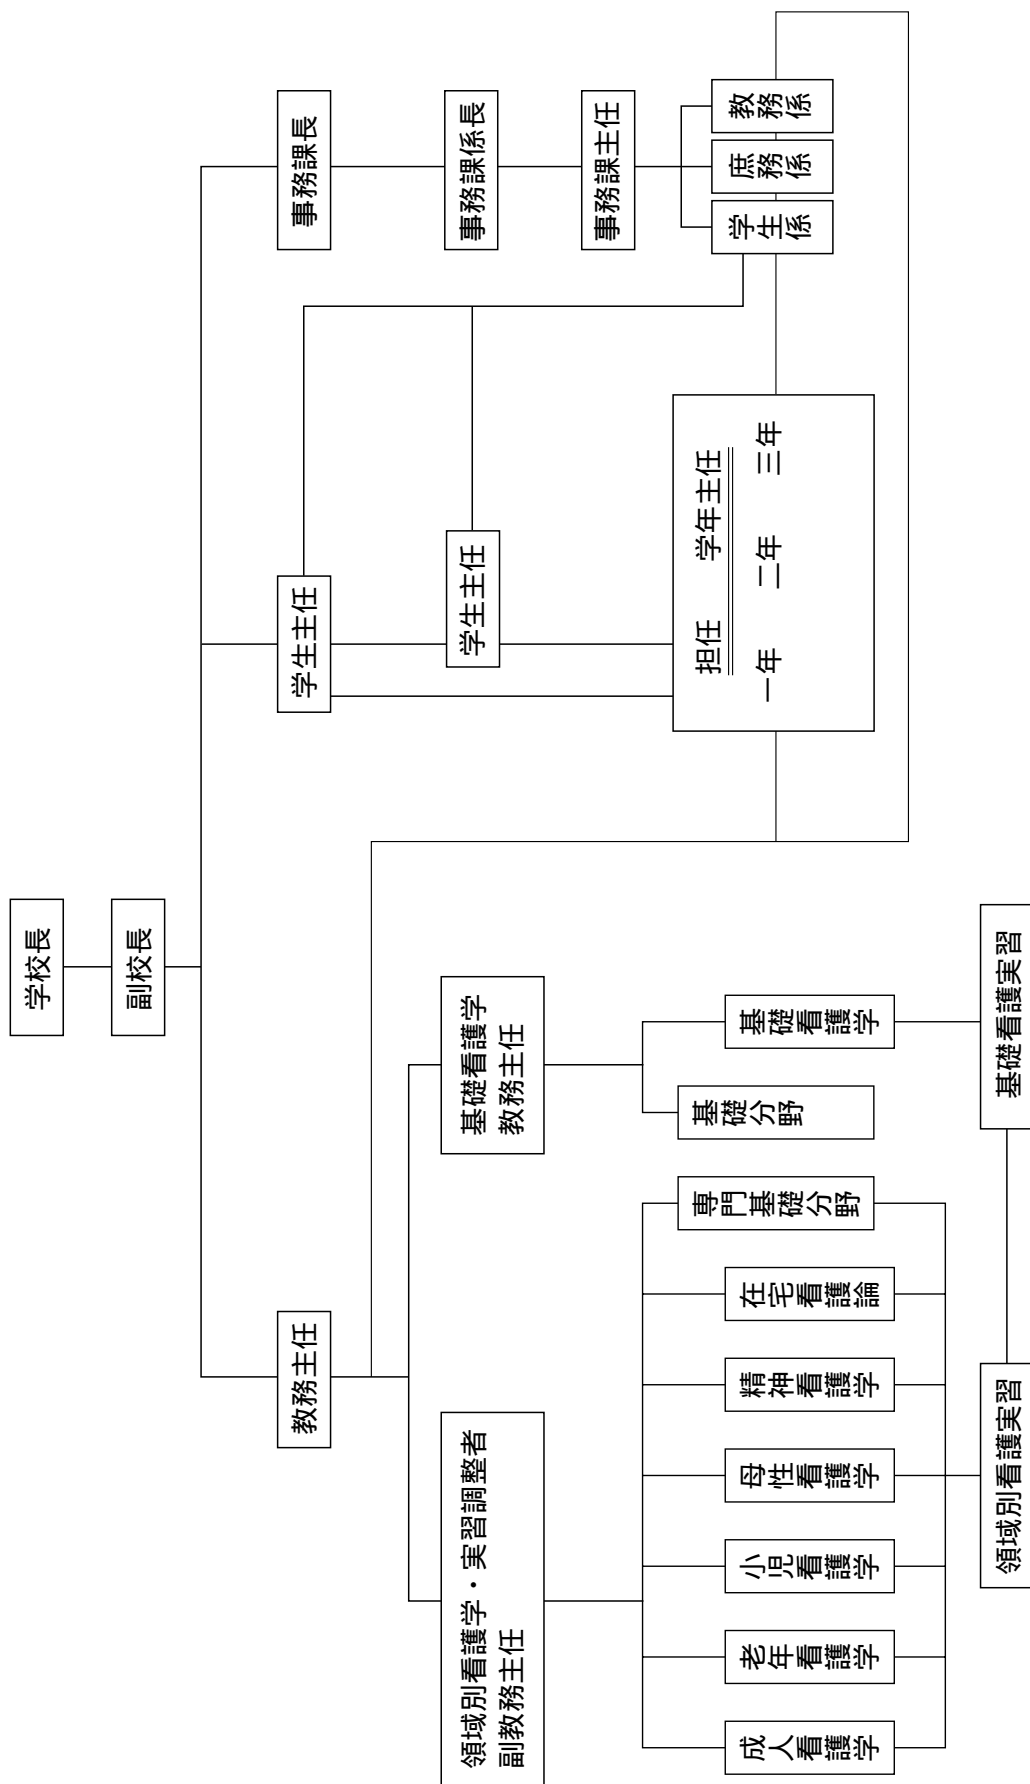 学校長
副校長
教務主任
学生主任
事務課長
領域別看護学・実習調整者
副教務主任
基礎看護学
教務主任
学生主任
事務課係長
事務課主任
成人看護学
老年看護学
小児看護学
母性看護学
精神看護学
在宅看護論
専門基礎分野
基礎分野
基礎看護学
担任 学年主任
一年 二年 三年
学生係
庶務係
教務係
領域別看護実習
基礎看護実習